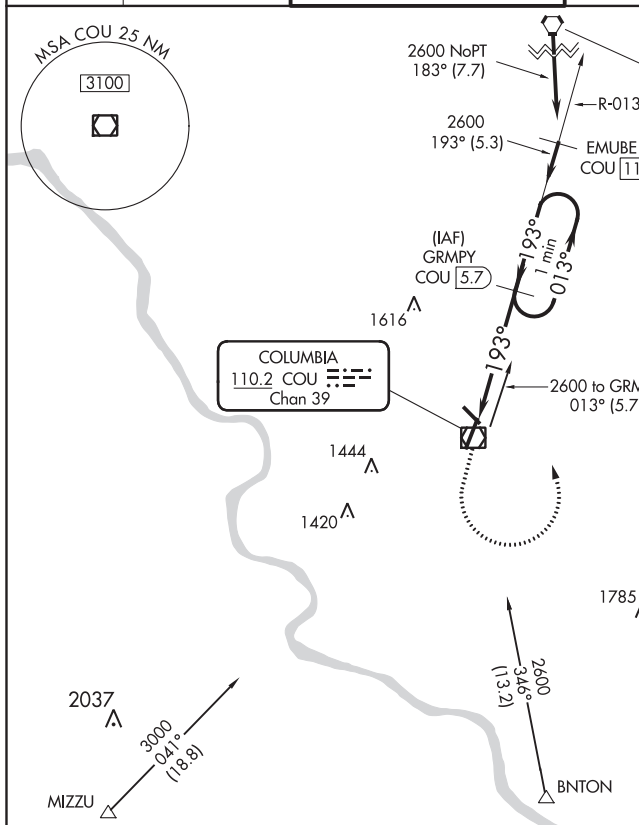 MSA COU 25 NM
3100
2600 NoPT
183° (7.7)
R-013
2600
193° (5.3)
EMUBE
COU 11
(IAF)
GRMPY
COU 5.7
193°
1 min
013°
1616
193°
COLUMBIA
110.2 COU
Chan 39
2600 to GRM
013° (5.7
1444
1420
1785
2600
346°
(13.2)
2037
3000
041°
(18.8)
MIZZU
BNTON